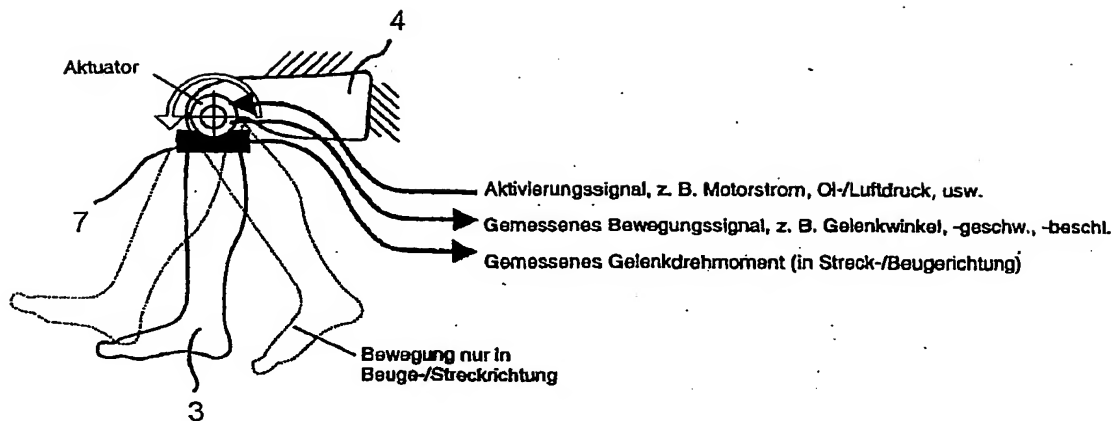 4
Aktuator
Aktivierungssignal, z. B. Motorstrom, Ol-/Luftdruck, usw.
Gemessenes Bewegungssignal, z. B. Gelenkwinkel, -geschw., -beschl.
7
Gemessenes Gelenkdrehmoment (in Streck-/Beugerichtung)
Bewegung nur in
Beuge-/Streckrichtung
3